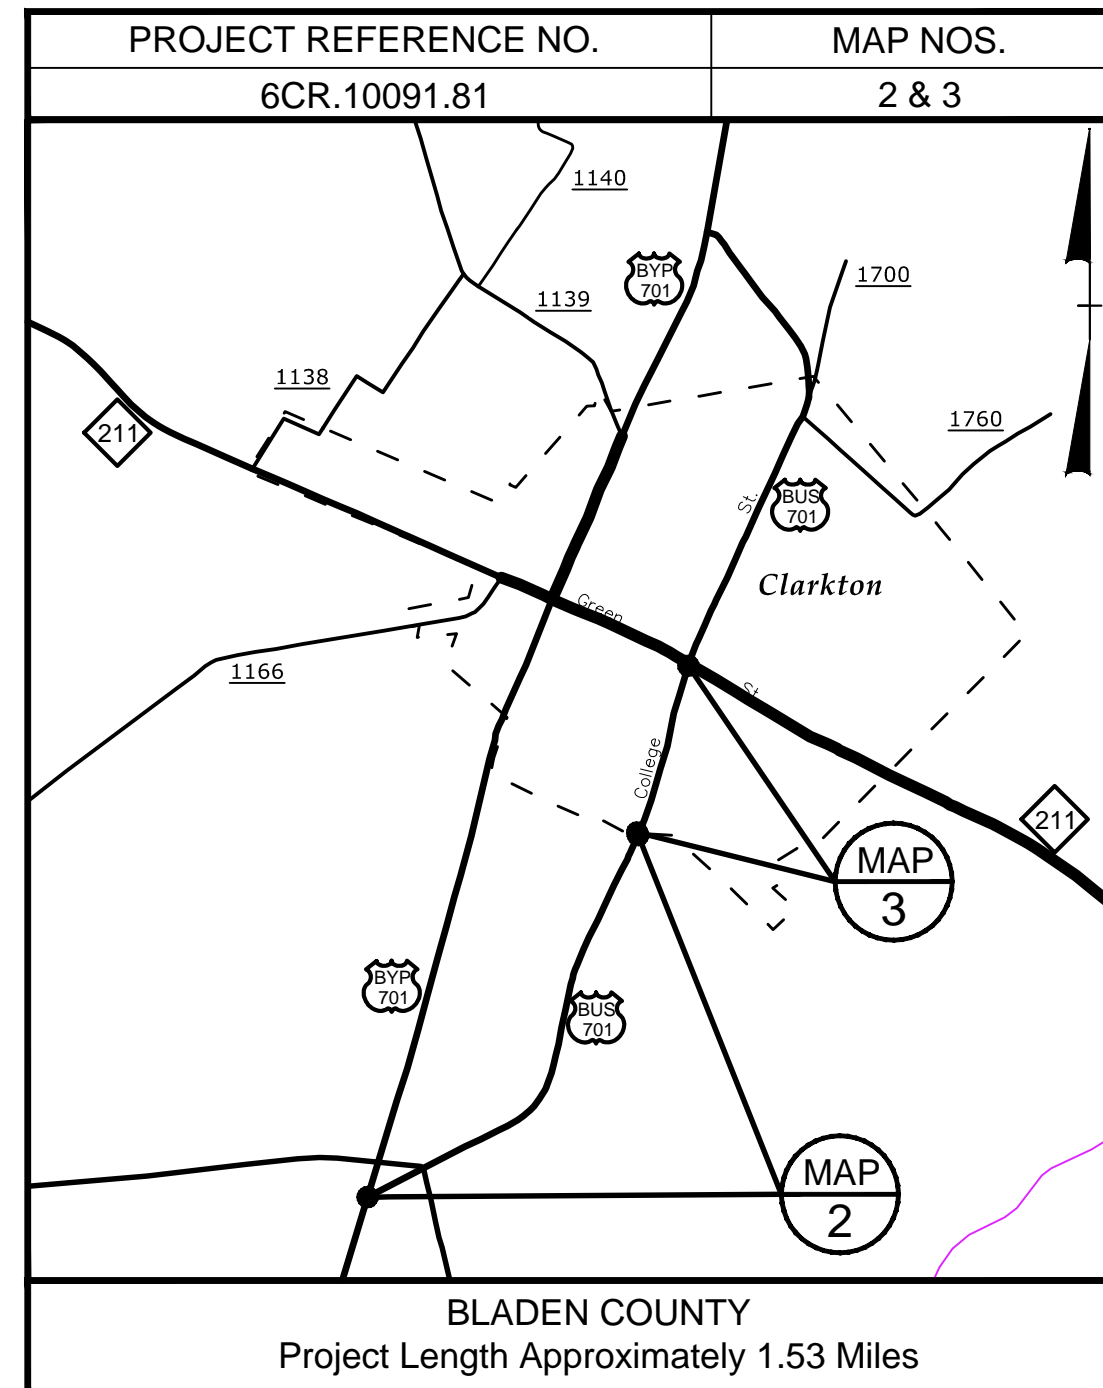 PROJECT REFERENCE NO. MAP NOS.
6CR.10091.81 2 & 3
1140
BYP
701
1700
1139
1138
1760
211
St.
BUS
701
Clarkton
Green
1166
St.
College
211
MAP
3
BYP
701
BUS
701
MAP
2
BLADEN COUNTY
Project Length Approximately 1.53 Miles